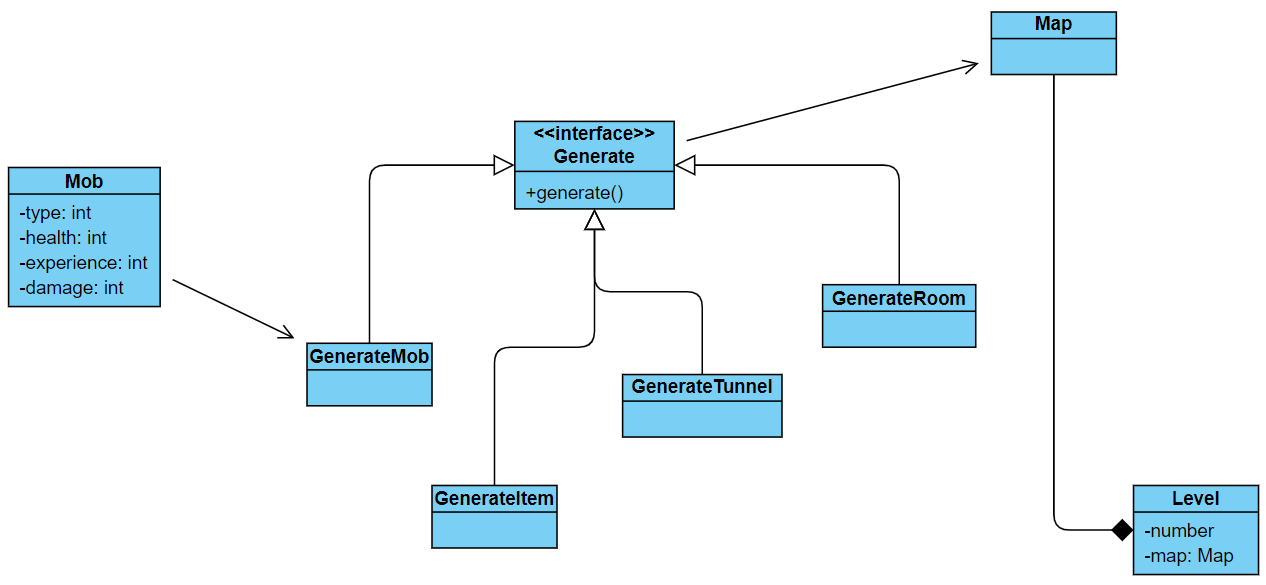 Map
<<interface>>
Generate
+generate()
Mob
-type: int
-health: int
-experience: int
-damage: int
GenerateRoom
GenerateMob
GenerateTunnel
GenerateItem
Level
-number
-map: Map